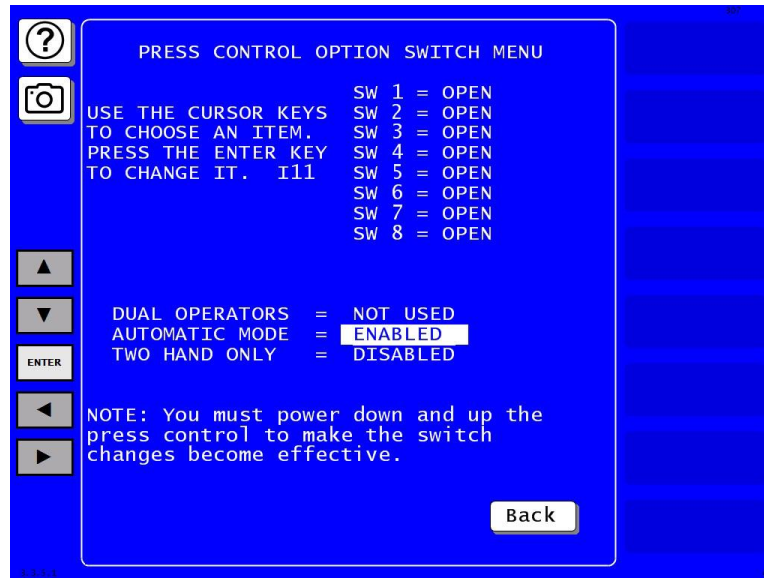 ?
PRESS CONTROL OPTION SWITCH MENU
SW 1 = OPEN
USE THE CURSOR KEYS SW 2 = OPEN
TO CHOOSE AN ITEM. SW 3 = OPEN
PRESS THE ENTER KEY SW 4 = OPEN
TO CHANGE IT. I11 SW 5 = OPEN
SW 6 = OPEN
SW 7 = OPEN
SW 8 = OPEN
DUAL OPERATORS = NOT USED
AUTOMATIC MODE = ENABLED
TWO HAND ONLY = DISABLED
ENTER
NOTE: You must power down and up the
press control to make the switch
changes become effective.
Back